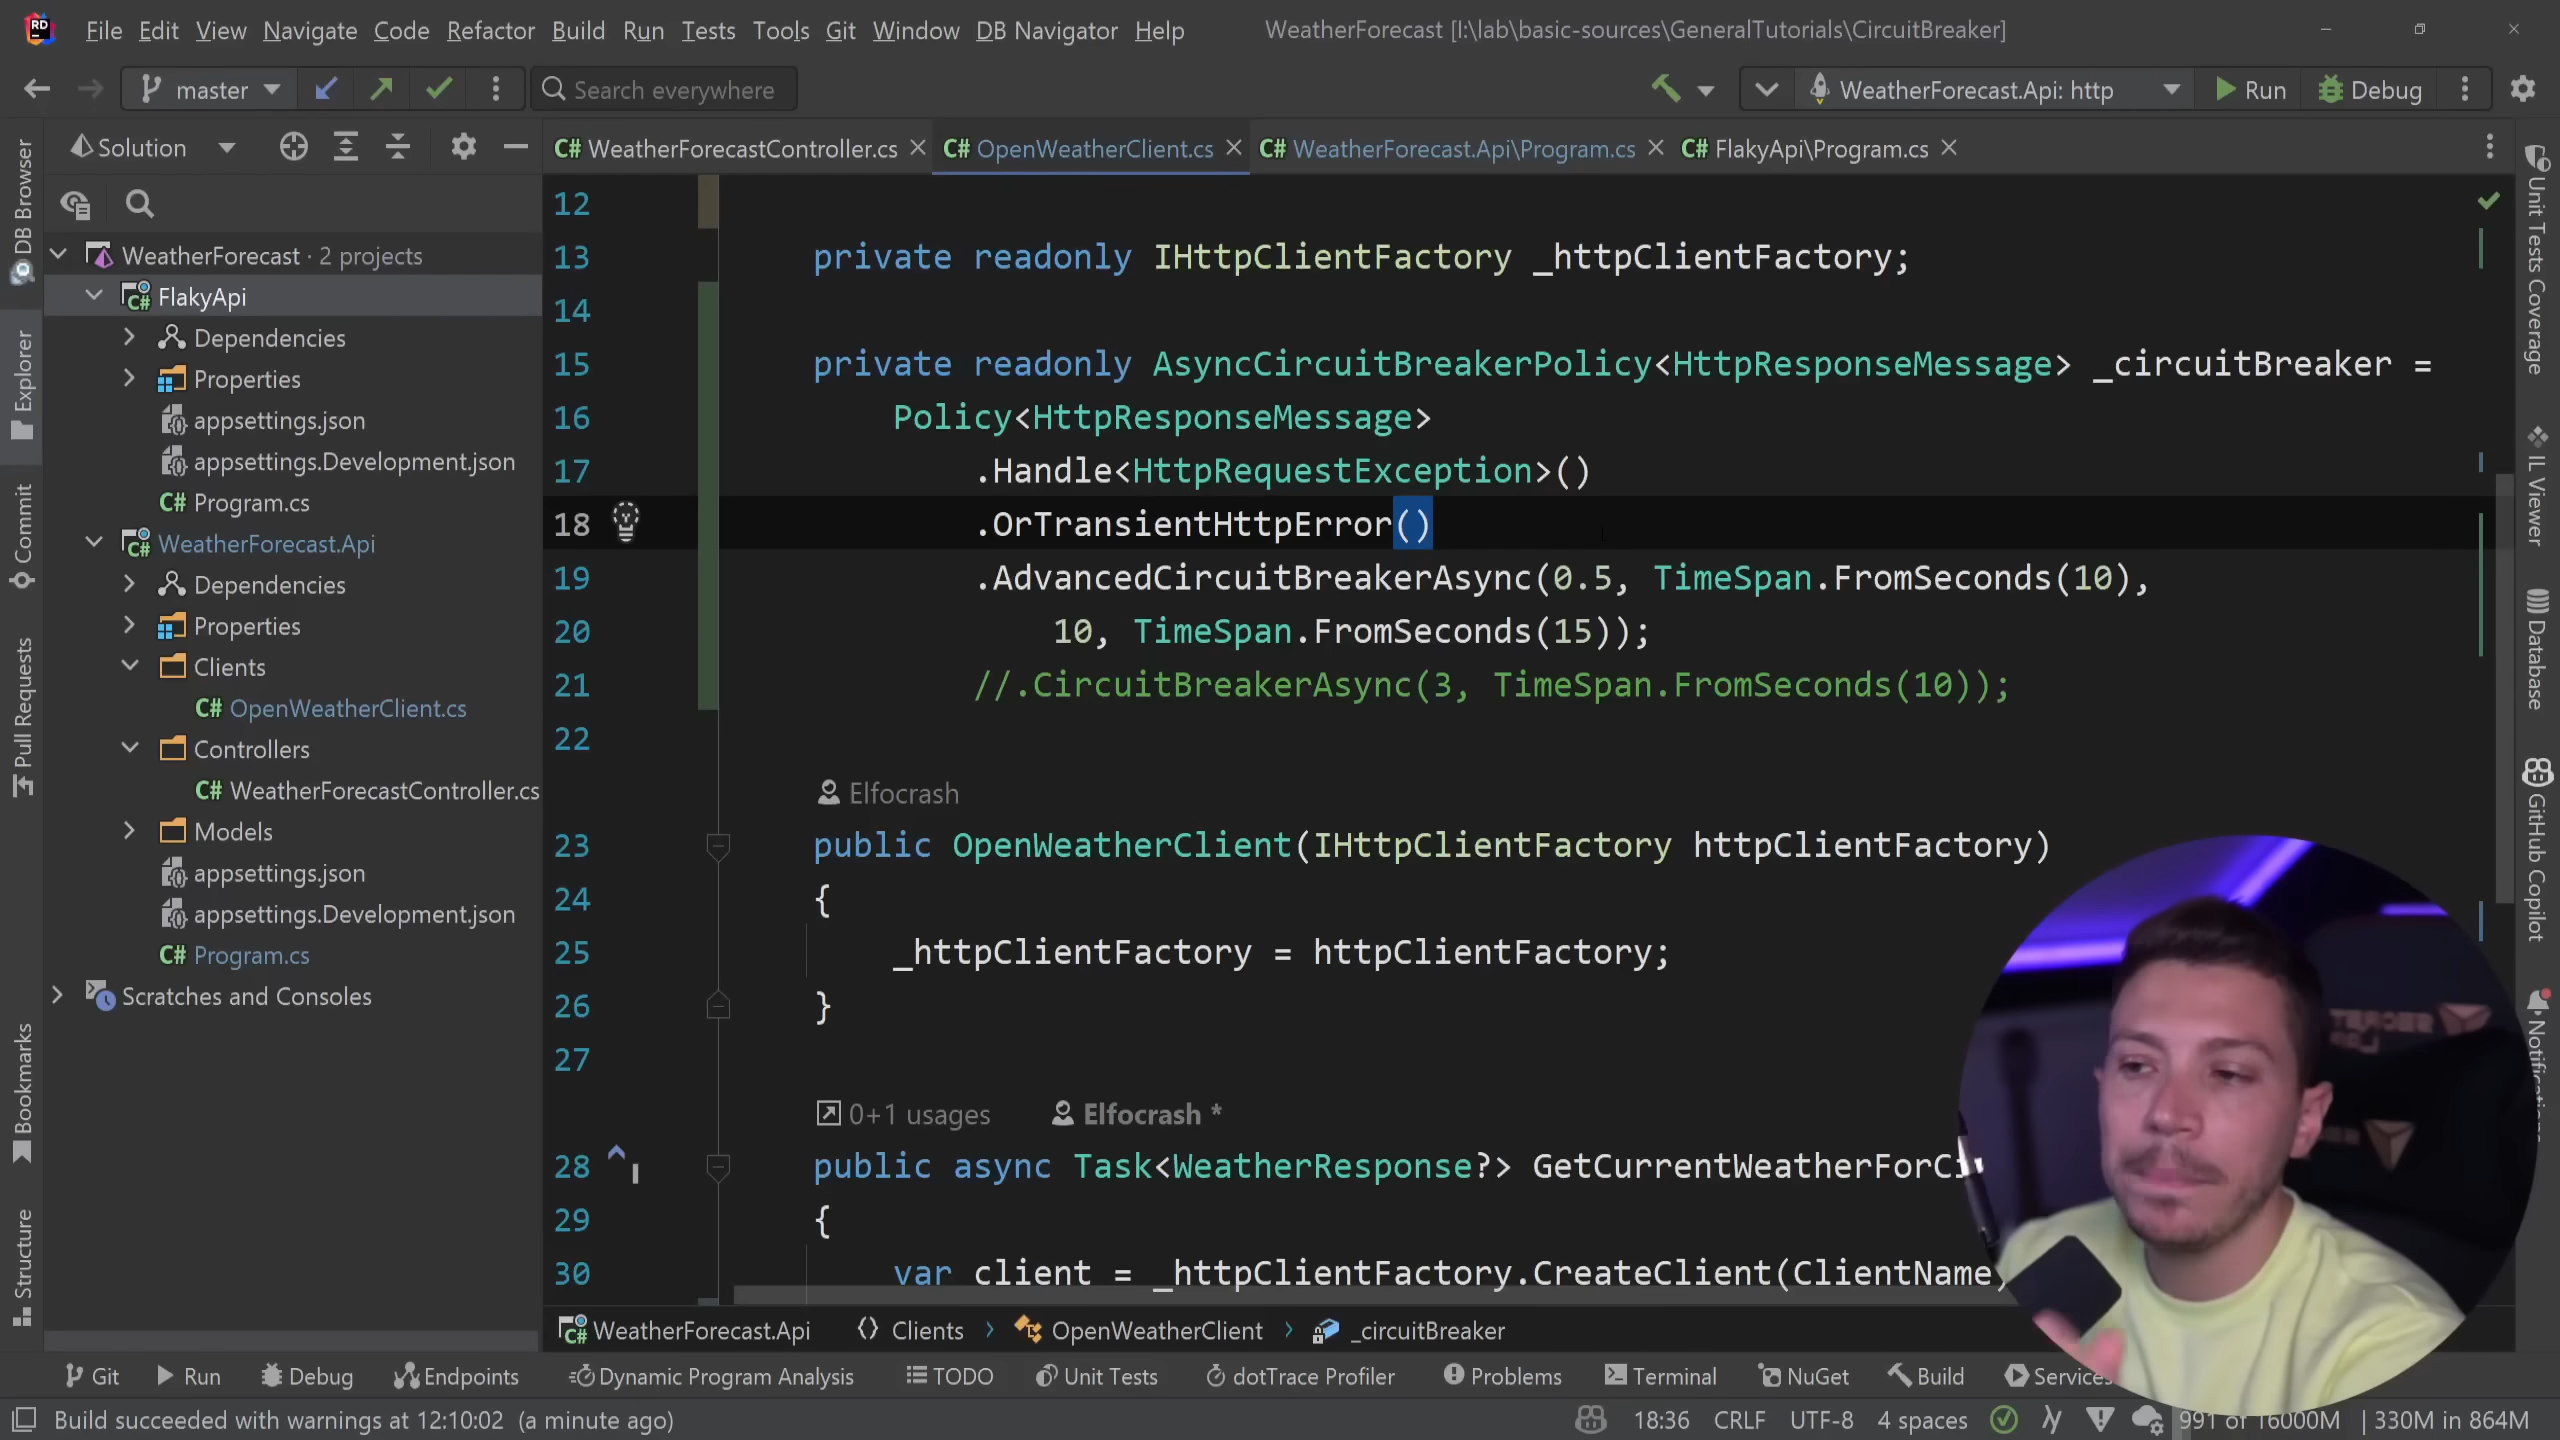 File Edit View Navigate Code Refactor Build Run Tests Tools Git Window DB Navigator Help WeatherForecast [I:\lab\basic-sources\GeneralTutorials\CircuitBreaker]
master Search everywhere WeatherForecast.Api: http Run Debug
Solution
WeatherForecastController.cs OpenWeatherClient.cs WeatherForecast.Api\Program.cs FlakyApi\Program.cs
DB Browser
Explorer
Commit
Pull Requests
Bookmarks
Structure
WeatherForecast · 2 projects
FlakyApi
Dependencies
Properties
appsettings.json
appsettings.Development.json
C# Program.cs
WeatherForecast.Api
Dependencies
Properties
Clients
C# OpenWeatherClient.cs
Controllers
C# WeatherForecastController.cs
Models
appsettings.json
appsettings.Development.json
C# Program.cs
Scratches and Consoles
12
13 private readonly IHttpClientFactory _httpClientFactory;
14
15 private readonly AsyncCircuitBreakerPolicy<HttpResponseMessage> _circuitBreaker =
16 Policy<HttpResponseMessage>
17 .Handle<HttpRequestException>()
18 .OrTransientHttpError()
19 .AdvancedCircuitBreakerAsync(0.5, TimeSpan.FromSeconds(10),
20 10, TimeSpan.FromSeconds(15));
21 //.CircuitBreakerAsync(3, TimeSpan.FromSeconds(10));
22
Elfocrash
23 public OpenWeatherClient(IHttpClientFactory httpClientFactory)
24 {
25 _httpClientFactory = httpClientFactory;
26 }
27
0+1 usages Elfocrash *
28 public async Task<WeatherResponse?> GetCurrentWeatherForCi
29 {
30 var client = _httpClientFactory.CreateClient(ClientName)
Unit Tests Coverage
IL Viewer
Database
GitHub Copilot
Notifications
WeatherForecast.Api Clients OpenWeatherClient _circuitBreaker
Git Run Debug Endpoints Dynamic Program Analysis TODO Unit Tests dotTrace Profiler Problems Terminal NuGet Build Services
Build succeeded with warnings at 12:10:02 (a minute ago) 18:36 CRLF UTF-8 4 spaces 991 of 16000M 330M in 864M